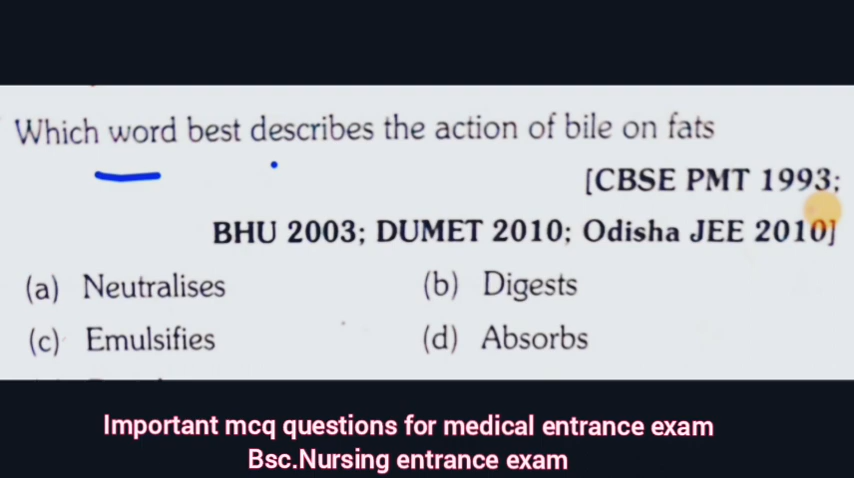 Which word best describes the action of bile on fats
[CBSE PMT 1993;
BHU 2003; DUMET 2010; Odisha JEE 2010]
(a) Neutralises (b) Digests
(c) Emulsifies (d) Absorbs
Important mcq questions for medical entrance exam
Bsc.Nursing entrance exam